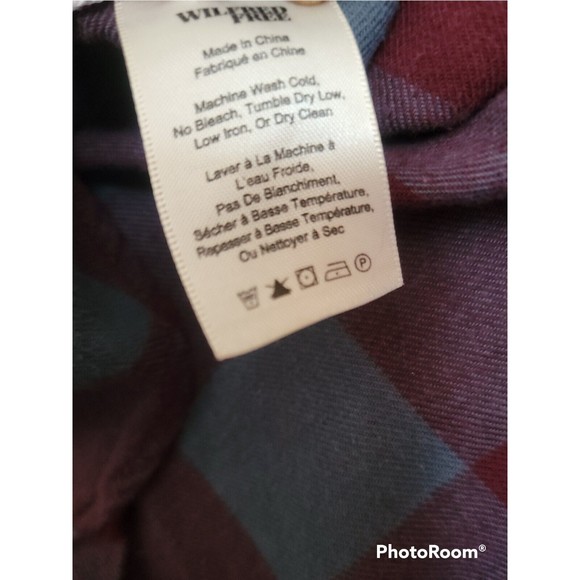 WILFRED
FREE
Made in China
Fabriqué en Chine
Machine Wash Cold,
No Bleach, Tumble Dry Low,
Low Iron, Or Dry Clean
Laver à La Machine à
L'eau Froide,
Pas De Blanchiment,
Sécher à Basse Température,
Repasser à Basse Température,
Ou Nettoyer à Sec
P
PhotoRoom®